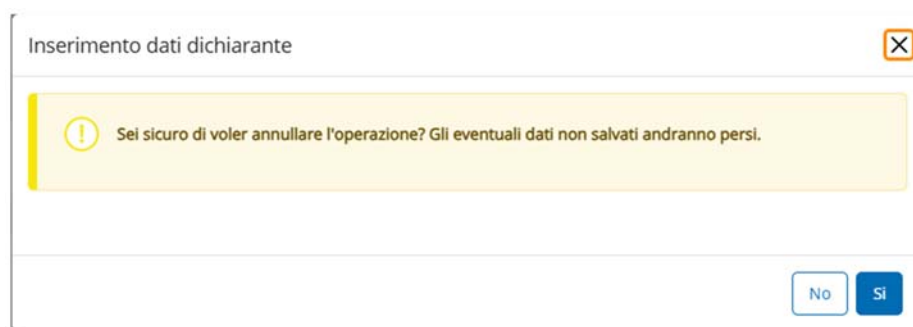 Inserimento dati dichiarante
Sei sicuro di voler annullare l'operazione? Gli eventuali dati non salvati andranno persi.
No
Si